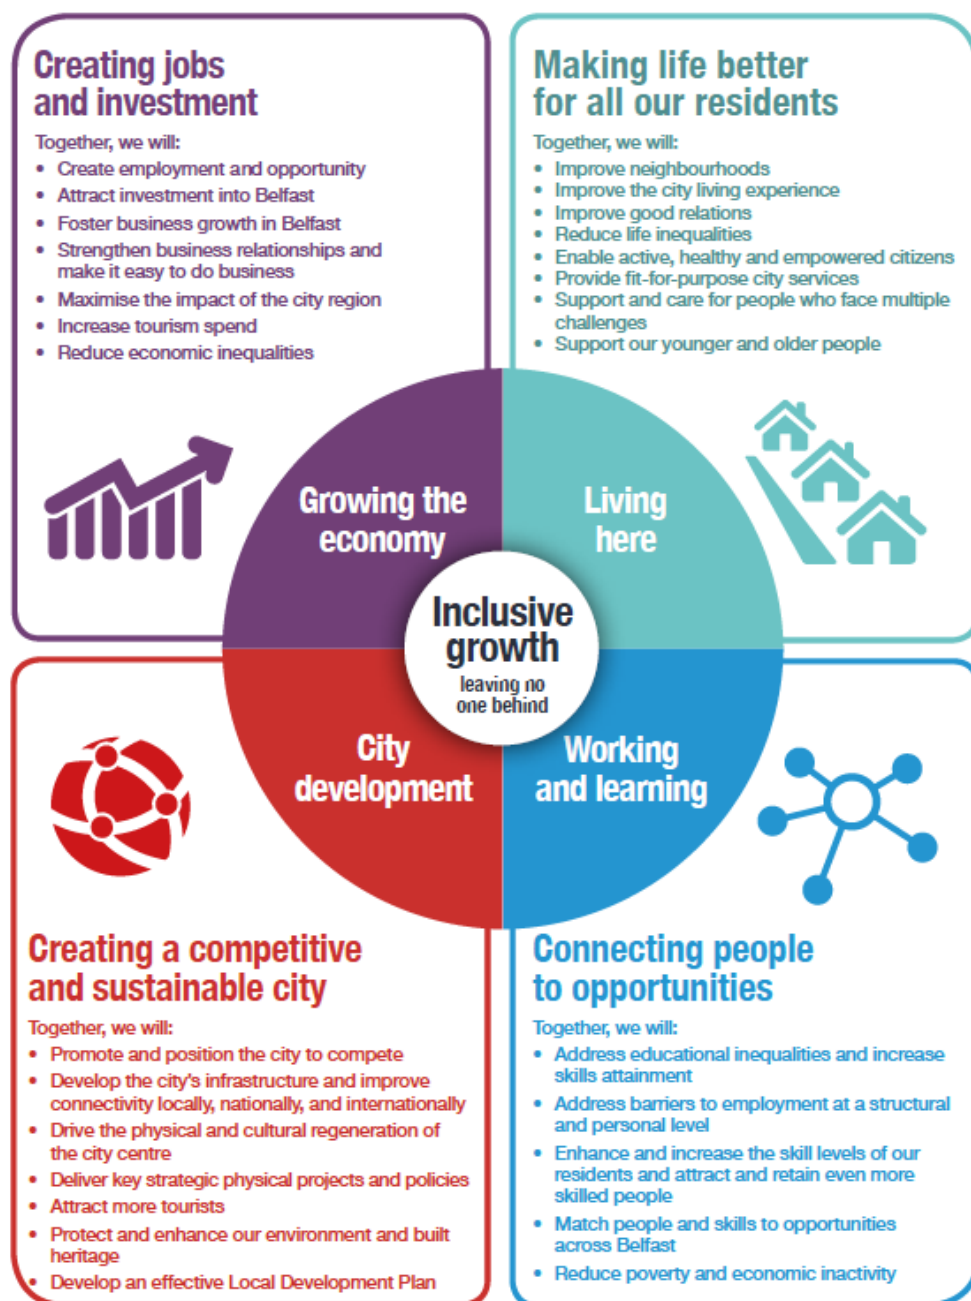 Creating jobs
and investment
Together, we will:
• Create employment and opportunity
• Attract investment into Belfast
• Foster business growth in Belfast
• Strengthen business relationships and
make it easy to do business
• Maximise the impact of the city region
• Increase tourism spend
• Reduce economic inequalities
Making life better
for all our residents
Together, we will:
• Improve neighbourhoods
• Improve the city living experience
• Improve good relations
• Reduce life inequalities
• Enable active, healthy and empowered citizens
• Provide fit-for-purpose city services
• Support and care for people who face multiple
challenges
• Support our younger and older people
Growing the
economy
Living
here
Inclusive
growth
leaving no
one behind
City
development
Working
and learning
Creating a competitive
and sustainable city
Together, we will:
• Promote and position the city to compete
• Develop the city's infrastructure and improve
connectivity locally, nationally, and internationally
• Drive the physical and cultural regeneration of
the city centre
• Deliver key strategic physical projects and policies
• Attract more tourists
• Protect and enhance our environment and built
heritage
• Develop an effective Local Development Plan
Connecting people
to opportunities
Together, we will:
• Address educational inequalities and increase
skills attainment
• Address barriers to employment at a structural
and personal level
• Enhance and increase the skill levels of our
residents and attract and retain even more
skilled people
• Match people and skills to opportunities
across Belfast
• Reduce poverty and economic inactivity